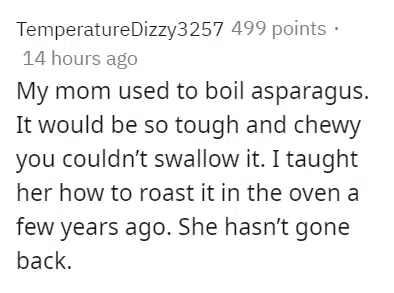 TemperatureDizzy3257 499 points ·
14 hours ago
My mom used to boil asparagus.
It would be so tough and chewy
you couldn’t swallow it. I taught
her how to roast it in the oven a
few years ago. She hasn’t gone
back.